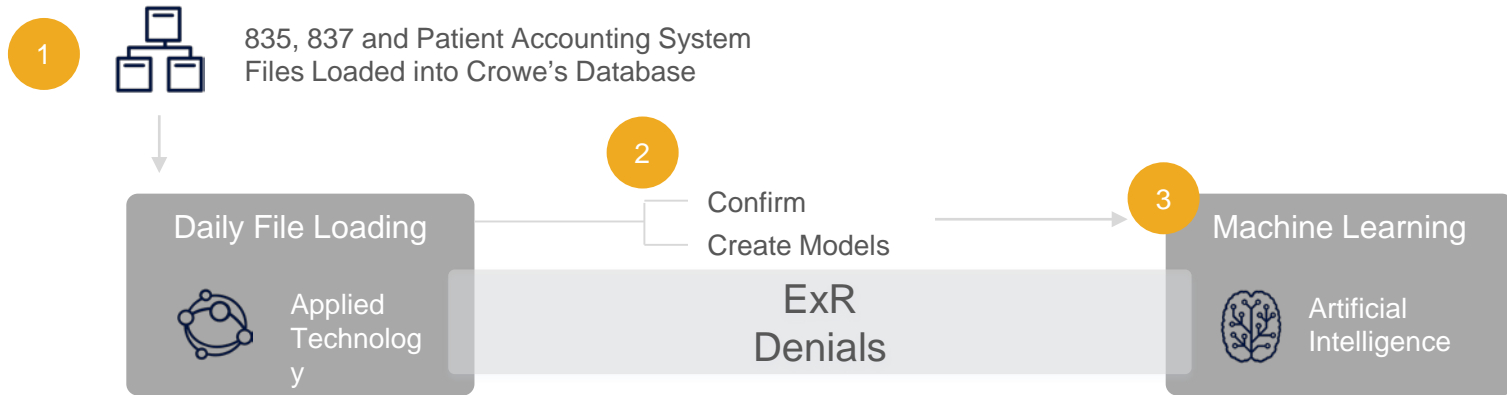 1
835, 837 and Patient Accounting System
Files Loaded into Crowe's Database
2
Confirm
Create Models
3
Daily File Loading
Applied
Technolog
y
ExR
Denials
Machine Learning
Artificial
Intelligence